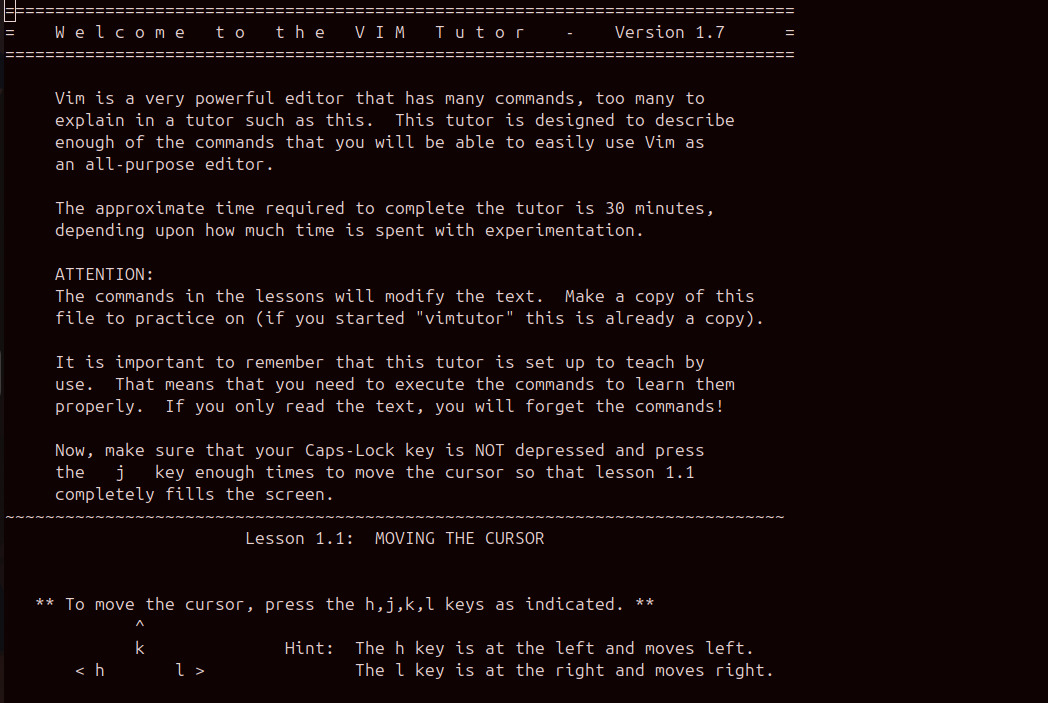 ===============================================================================
=    W e l c o m e   t o   t h e   V I M   T u t o r    -    Version 1.7      =
===============================================================================

     Vim is a very powerful editor that has many commands, too many to
     explain in a tutor such as this.  This tutor is designed to describe
     enough of the commands that you will be able to easily use Vim as
     an all-purpose editor.

     The approximate time required to complete the tutor is 30 minutes,
     depending upon how much time is spent with experimentation.

     ATTENTION:
     The commands in the lessons will modify the text.  Make a copy of this
     file to practice on (if you started "vimtutor" this is already a copy).

     It is important to remember that this tutor is set up to teach by
     use.  That means that you need to execute the commands to learn them
     properly.  If you only read the text, you will forget the commands!

     Now, make sure that your Caps-Lock key is NOT depressed and press
     the   j   key enough times to move the cursor so that lesson 1.1
     completely fills the screen.
~~~~~~~~~~~~~~~~~~~~~~~~~~~~~~~~~~~~~~~~~~~~~~~~~~~~~~~~~~~~~~~~~~~~~~~~~~~~~~
                        Lesson 1.1:  MOVING THE CURSOR


   ** To move the cursor, press the h,j,k,l keys as indicated. **
             ^
             k              Hint:  The h key is at the left and moves left.
       < h       l >               The l key is at the right and moves right.